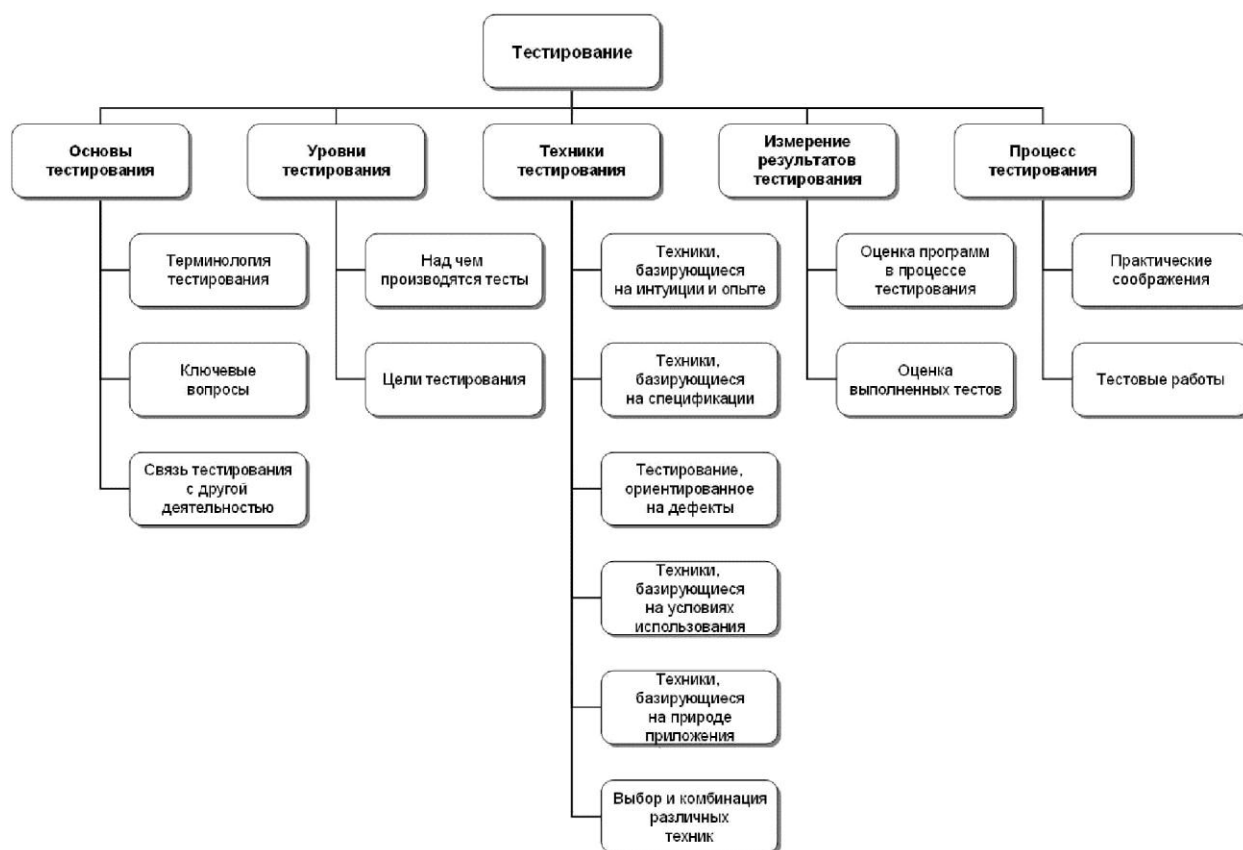 Тестирование
Основы
тестирования
Уровни
тестирования
Техники
тестирования
Измерение
результатов
тестирования
Процесс
тестирования
Терминология
тестирования
Ключевые
вопросы
Связь тестирования
с другой
деятельностью
Над чем
производятся тесты
Цели тестирования
Техники,
базирующиеся
на интуиции и опыте
Техники,
базирующиеся
на спецификации
Тестирование,
ориентированное
на дефекты
Техники,
базирующиеся
на условиях
использования
Техники,
базирующиеся
на природе
приложения
Выбор и комбинация
различных
техник
Оценка программ
в процессе
тестирования
Оценка
выполненных тестов
Практические
соображения
Тестовые работы